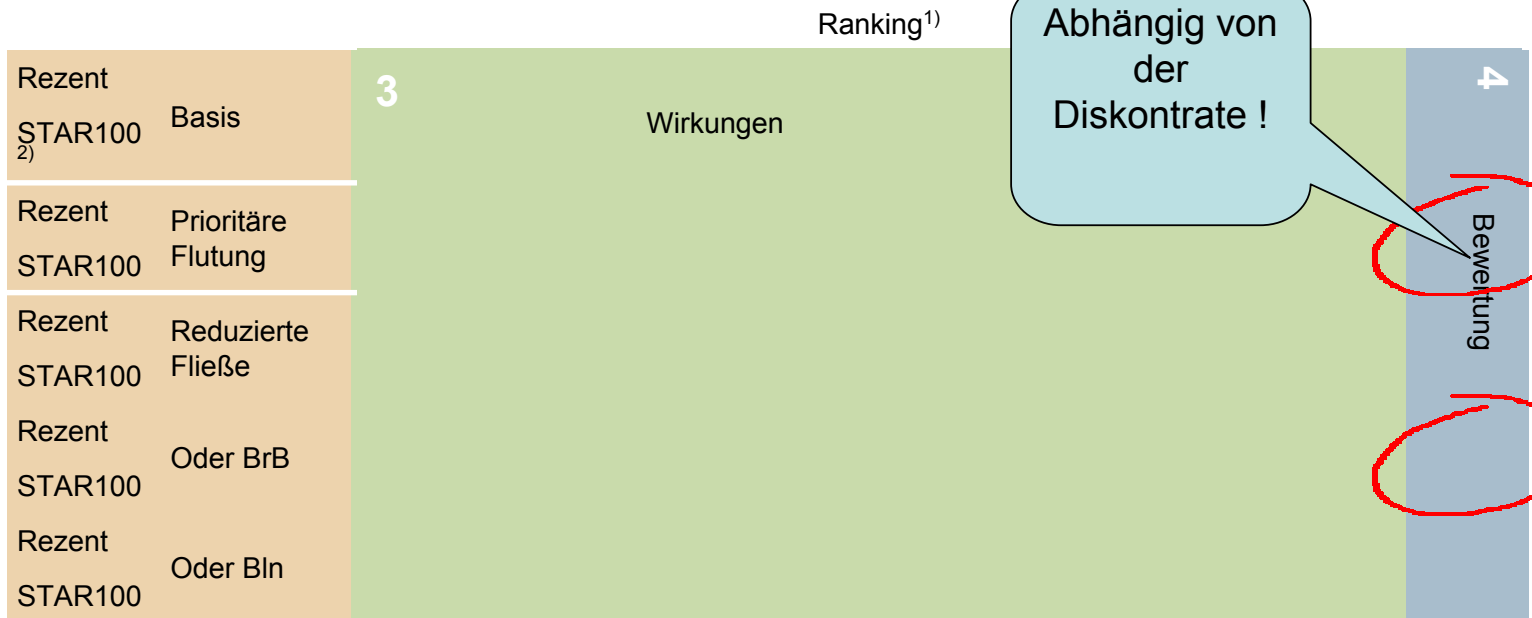 Ranking1)
Abhängig von
der
Diskontrate !
3
Wirkungen
4
Bewertung
Rezent
STAR100
2)
Basis
Rezent
STAR100
Prioritäre
Flutung
Rezent
STAR100
Reduzierte
Fließe
Rezent
STAR100
Oder BrB
Rezent
STAR100
Oder Bln